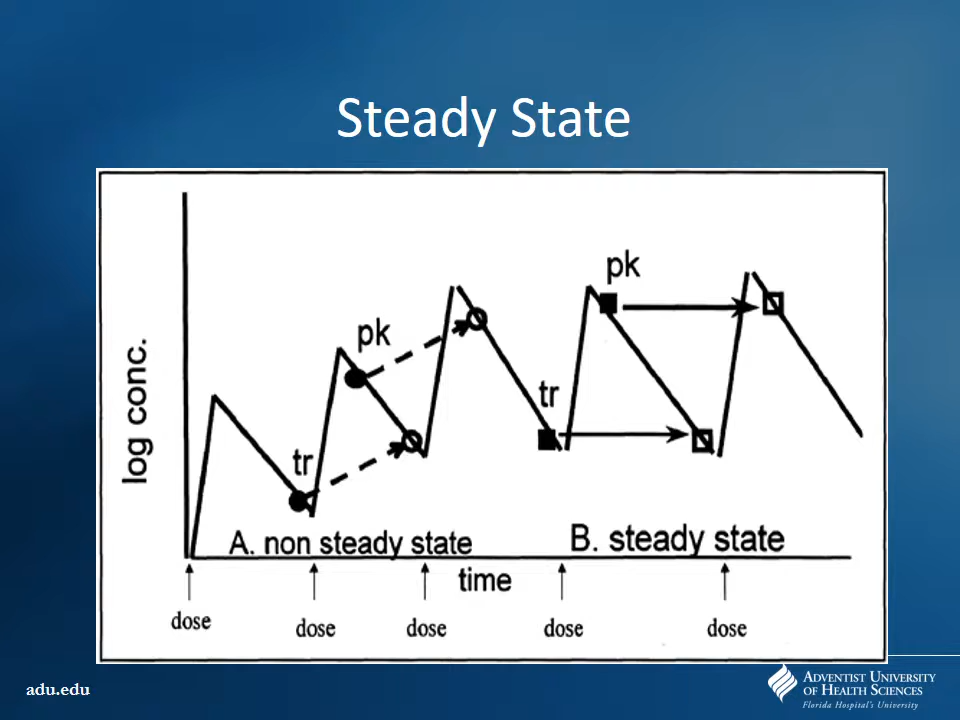 Steady State
pk
pk
tr
tr
log conc.
A. non steady state
B. steady state
time
dose
dose
dose
dose
dose
adu.edu
ADVENTIST UNIVERSITY
OF HEALTH SCIENCES
Florida Hospital's University